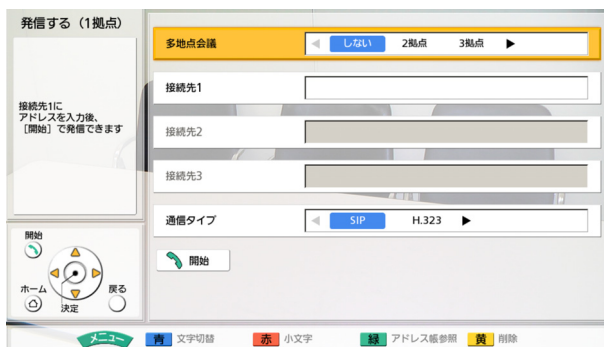 発信する（1拠点）
接続先1に
アドレスを入力後、
［開始］で発信できます
多地点会議 しない 2拠点 3拠点
接続先1
接続先2
接続先3
通信タイプ SIP H.323
開始
開始
ホーム 決定 戻る
メニュー 青 文字切替 赤 小文字 緑 アドレス帳参照 黄 削除